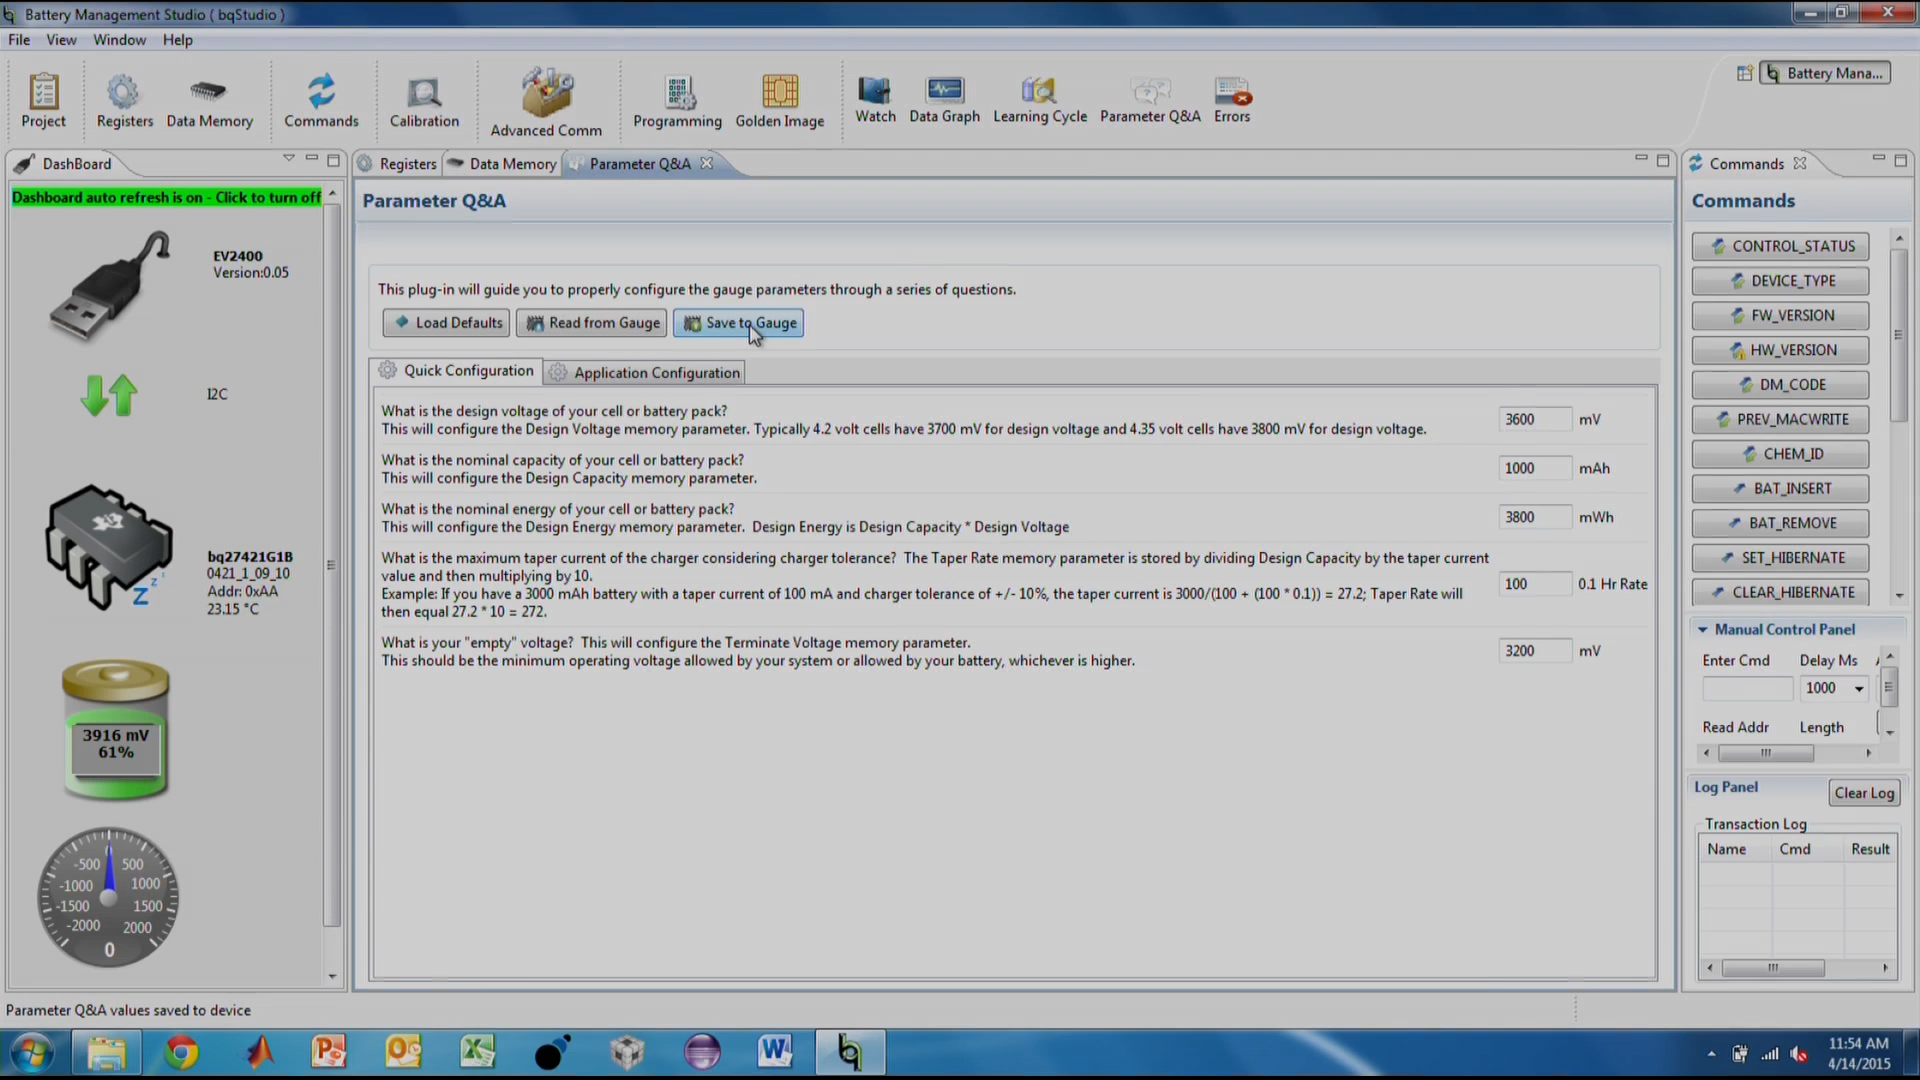 Battery Management Studio ( bqStudio )
File View Window Help
Project Registers Data Memory Commands Calibration Advanced Comm Programming Golden Image Watch Data Graph Learning Cycle Parameter Q&A Errors
Battery Mana...
DashBoard
Dashboard auto refresh is on - Click to turn off
EV2400
Version:0.05
I2C
bq27421G1B
0421_1_09_10
Addr: 0xAA
23.15 °C
3916 mV
61%
0
-500 500
-1000 1000
-1500 1500
-2000 2000
0
Registers Data Memory Parameter Q&A
Parameter Q&A
This plug-in will guide you to properly configure the gauge parameters through a series of questions.
Load Defaults Read from Gauge Save to Gauge
Quick Configuration Application Configuration
What is the design voltage of your cell or battery pack?
This will configure the Design Voltage memory parameter. Typically 4.2 volt cells have 3700 mV for design voltage and 4.35 volt cells have 3800 mV for design voltage.
3600 mV
What is the nominal capacity of your cell or battery pack?
This will configure the Design Capacity memory parameter.
1000 mAh
What is the nominal energy of your cell or battery pack?
This will configure the Design Energy memory parameter. Design Energy is Design Capacity * Design Voltage
3800 mWh
What is the maximum taper current of the charger considering charger tolerance? The Taper Rate memory parameter is stored by dividing Design Capacity by the taper current
value and then multiplying by 10.
Example: If you have a 3000 mAh battery with a taper current of 100 mA and charger tolerance of +/- 10%, the taper current is 3000/(100 + (100 * 0.1)) = 27.2; Taper Rate will
then equal 27.2 * 10 = 272.
100 0.1 Hr Rate
What is your "empty" voltage? This will configure the Terminate Voltage memory parameter.
This should be the minimum operating voltage allowed by your system or allowed by your battery, whichever is higher.
3200 mV
Commands
Commands
CONTROL_STATUS
DEVICE_TYPE
FW_VERSION
HW_VERSION
DM_CODE
PREV_MACWRITE
CHEM_ID
BAT_INSERT
BAT_REMOVE
SET_HIBERNATE
CLEAR_HIBERNATE
Manual Control Panel
Enter Cmd Delay Ms
1000
Read Addr Length
Log Panel Clear Log
Transaction Log
Name Cmd Result
Parameter Q&A values saved to device
11:54 AM
4/14/2015